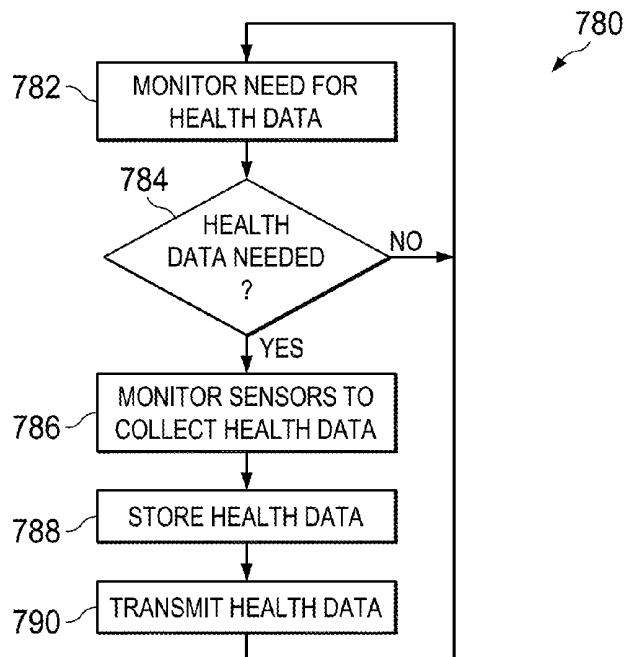 780
782
MONITOR NEED FOR
HEALTH DATA
784
HEALTH
DATA NEEDED
?
NO
YES
786
MONITOR SENSORS TO
COLLECT HEALTH DATA
788
STORE HEALTH DATA
790
TRANSMIT HEALTH DATA